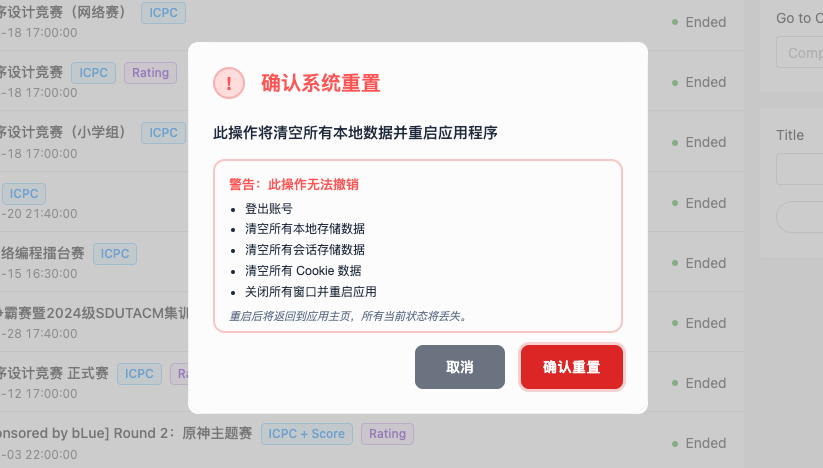 序设计竞赛（网络赛） ICPC
-18 17:00:00
Ended
Go to C
Comp
序设计竞赛 ICPC Rating
-18 17:00:00
Ended
序设计竞赛（小学组） ICPC
-18 17:00:00
Ended
Title
ICPC
-20 21:40:00
Ended
络编程擂台赛 ICPC
-15 16:30:00
Ended
霸赛暨2024级SDUTACM集训
-28 17:40:00
Ended
序设计竞赛 正式赛 ICPC Ra
-12 17:00:00
Ended
onsored by bLue] Round 2：原神主题赛 ICPC + Score Rating
-03 22:00:00
Ended
! 确认系统重置
此操作将清空所有本地数据并重启应用程序
警告：此操作无法撤销
• 登出账号
• 清空所有本地存储数据
• 清空所有会话存储数据
• 清空所有 Cookie 数据
• 关闭所有窗口并重启应用
重启后将返回到应用主页，所有当前状态将丢失。
取消
确认重置